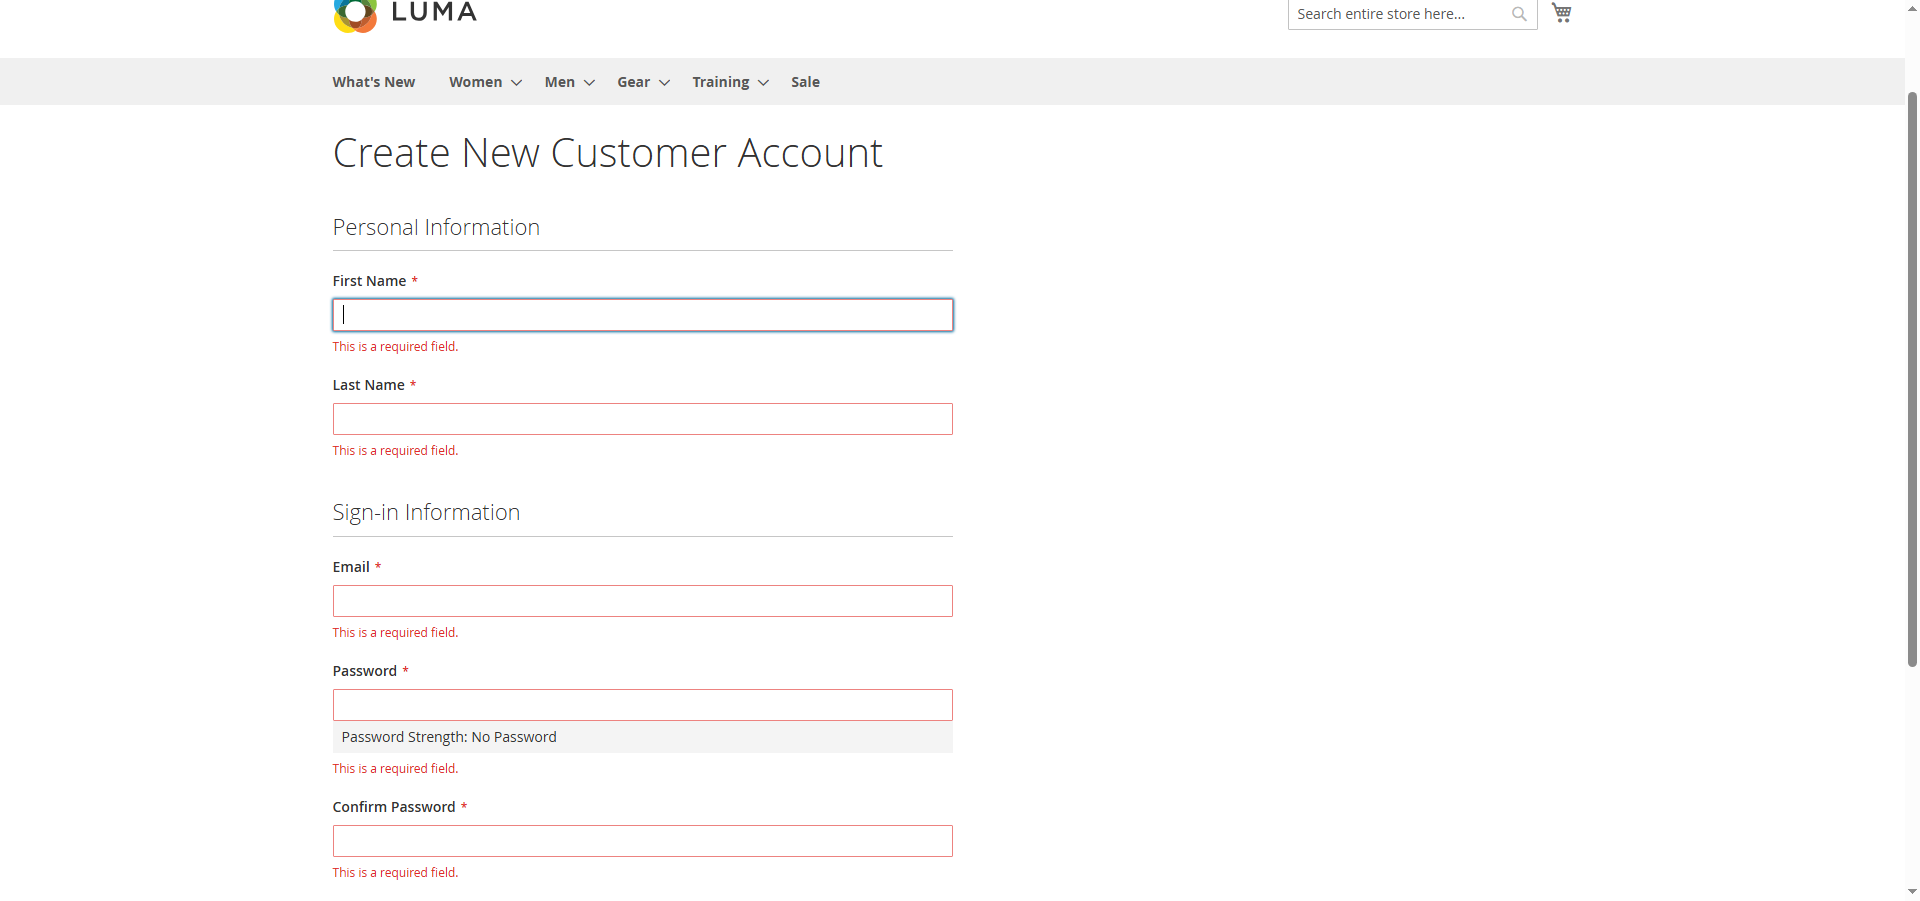 LUMA
Search entire store here...
What's New Women Men Gear Training Sale
Create New Customer Account
Personal Information
First Name *
This is a required field.
Last Name *
This is a required field.
Sign-in Information
Email *
This is a required field.
Password *
Password Strength: No Password
This is a required field.
Confirm Password *
This is a required field.